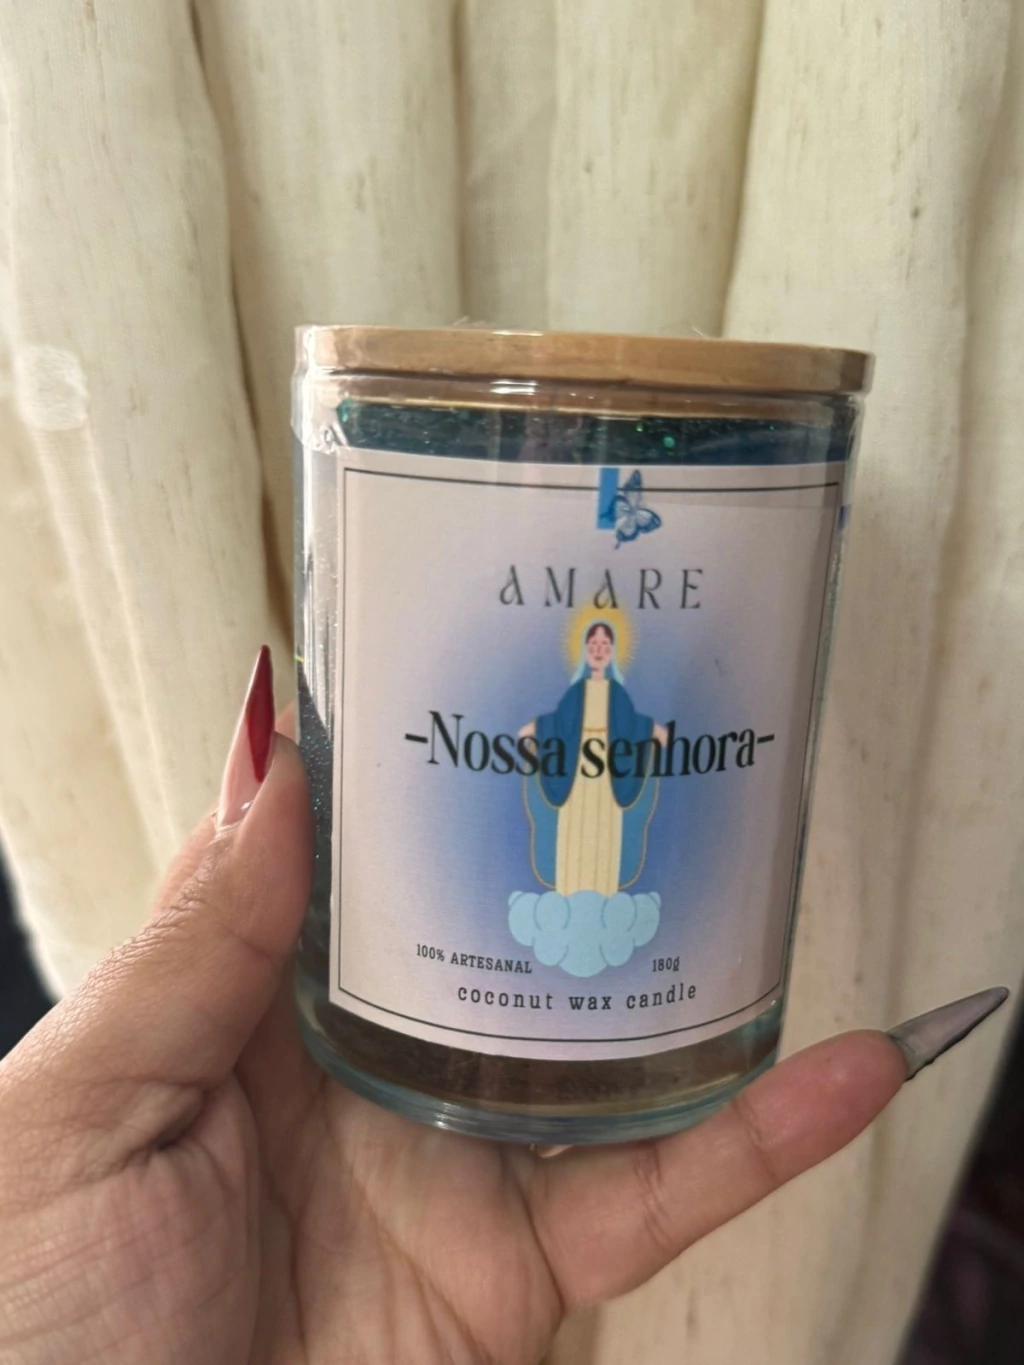 AMARE
-Nossa senhora-
100% ARTESANAL 180g
coconut wax candle